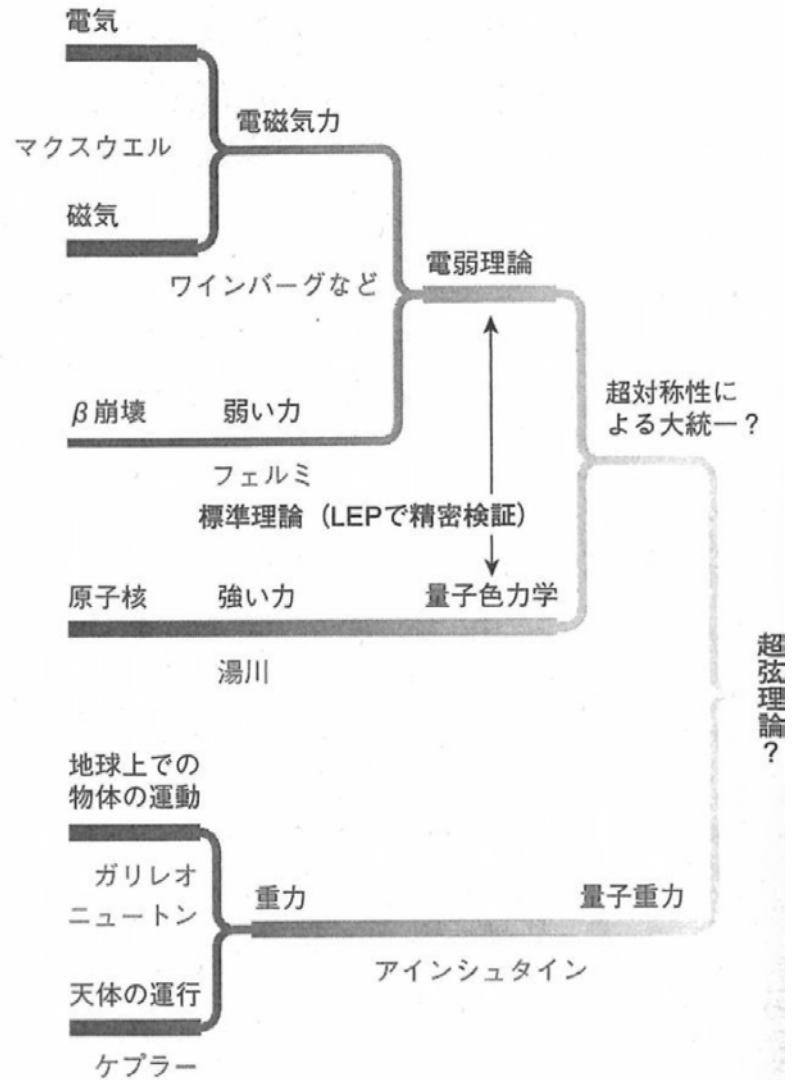 電気
マクスウエル
電磁気力
磁気
ワインバーグなど
電弱理論
β崩壊
弱い力
フェルミ
超対称性に
よる大統一？
標準理論（LEPで精密検証）
原子核
強い力
量子色力学
湯川
超弦理論？
地球上での
物体の運動
ガリレオ
ニュートン
重力
量子重力
アインシュタイン
天体の運行
ケプラー